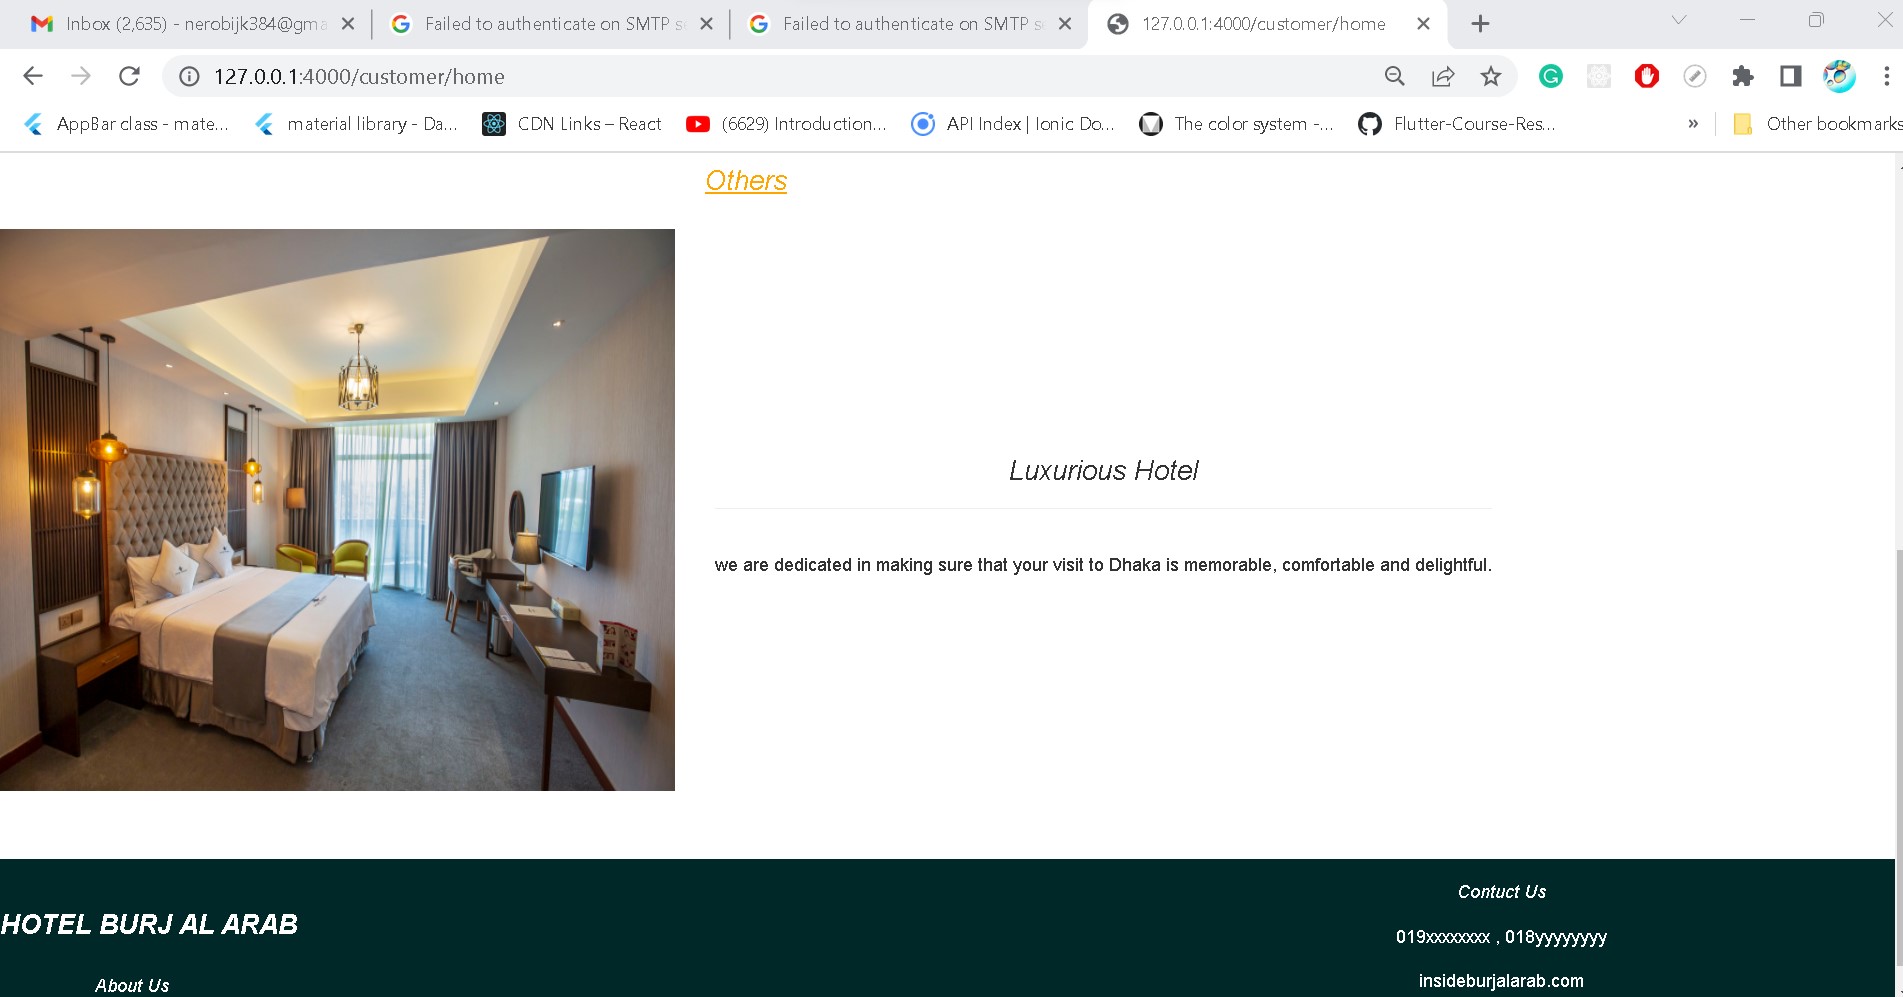 Inbox (2,635) - nerobijk384@gma
Failed to authenticate on SMTP se
Failed to authenticate on SMTP se
127.0.0.1:4000/customer/home
127.0.0.1:4000/customer/home
AppBar class - mate...
material library - Da...
CDN Links – React
(6629) Introduction...
API Index | Ionic Do...
The color system -...
Flutter-Course-Res...
»
Other bookmarks
Others
Luxurious Hotel
we are dedicated in making sure that your visit to Dhaka is memorable, comfortable and delightful.
Contuct Us
HOTEL BURJ AL ARAB
019xxxxxxxx , 018yyyyyyyy
About Us
insideburjalarab.com